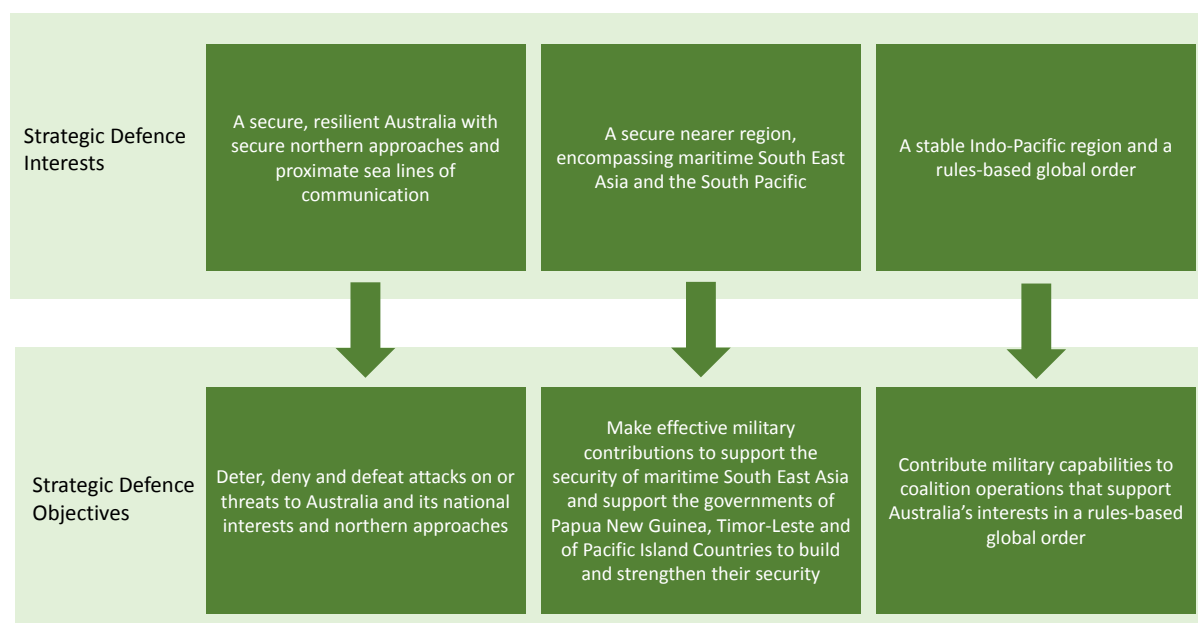 Strategic Defence
Interests
A secure, resilient Australia with
secure northern approaches and
proximate sea lines of
communication
A secure nearer region,
encompassing maritime South East
Asia and the South Pacific
A stable Indo-Pacific region and a
rules-based global order
Strategic Defence
Objectives
Deter, deny and defeat attacks on or
threats to Australia and its national
interests and northern approaches
Make effective military
contributions to support the
security of maritime South East Asia
and support the governments of
Papua New Guinea, Timor-Leste and
of Pacific Island Countries to build
and strengthen their security
Contribute military capabilities to
coalition operations that support
Australia’s interests in a rules-based
global order